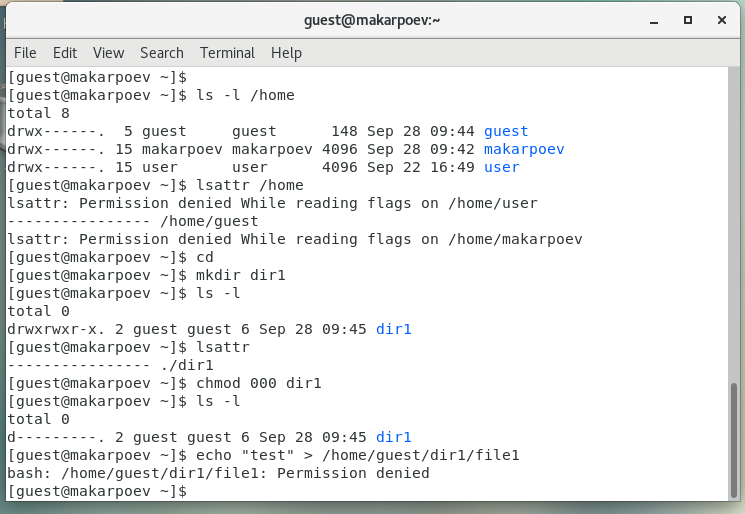 guest@makarpoev:~
File Edit View Search Terminal Help
[guest@makarpoev ~]$
[guest@makarpoev ~]$ ls -l /home
total 8
drwx------.  5 guest     guest      148 Sep 28 09:44 guest
drwx------. 15 makarpoev makarpoev 4096 Sep 28 09:42 makarpoev
drwx------. 15 user      user      4096 Sep 22 16:49 user
[guest@makarpoev ~]$ lsattr /home
lsattr: Permission denied While reading flags on /home/user
---------------- /home/guest
lsattr: Permission denied While reading flags on /home/makarpoev
[guest@makarpoev ~]$ cd
[guest@makarpoev ~]$ mkdir dir1
[guest@makarpoev ~]$ ls -l
total 0
drwxrwxr-x. 2 guest guest 6 Sep 28 09:45 dir1
[guest@makarpoev ~]$ lsattr
---------------- ./dir1
[guest@makarpoev ~]$ chmod 000 dir1
[guest@makarpoev ~]$ ls -l
total 0
d---------. 2 guest guest 6 Sep 28 09:45 dir1
[guest@makarpoev ~]$ echo "test" > /home/guest/dir1/file1
bash: /home/guest/dir1/file1: Permission denied
[guest@makarpoev ~]$